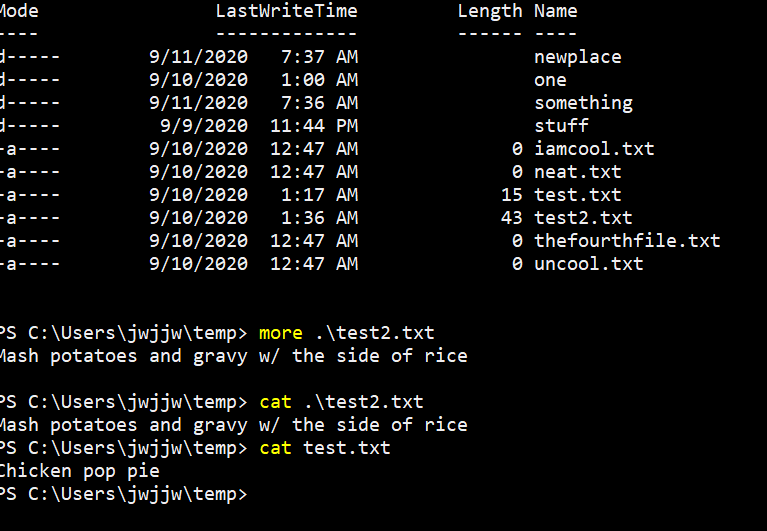 Mode                LastWriteTime         Length Name
----                -------------         ------ ----
d-----        9/11/2020   7:37 AM                newplace
d-----        9/10/2020   1:00 AM                one
d-----        9/11/2020   7:36 AM                something
d-----         9/9/2020  11:44 PM                stuff
-a----        9/10/2020  12:47 AM              0 iamcool.txt
-a----        9/10/2020  12:47 AM              0 neat.txt
-a----        9/10/2020   1:17 AM             15 test.txt
-a----        9/10/2020   1:36 AM             43 test2.txt
-a----        9/10/2020  12:47 AM              0 thefourthfile.txt
-a----        9/10/2020  12:47 AM              0 uncool.txt
PS C:\Users\jwjjw\temp> more .\test2.txt
Mash potatoes and gravy w/ the side of rice
PS C:\Users\jwjjw\temp> cat .\test2.txt
Mash potatoes and gravy w/ the side of rice
PS C:\Users\jwjjw\temp> cat test.txt
Chicken pop pie
PS C:\Users\jwjjw\temp>